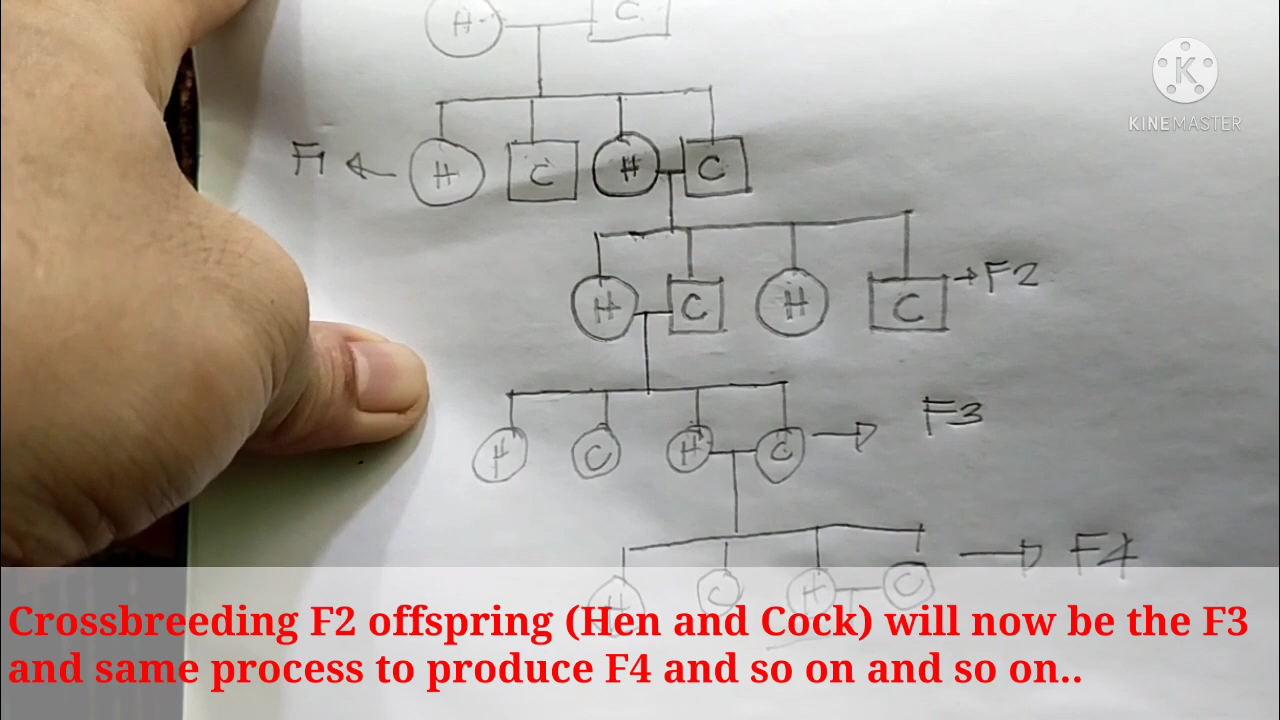 H C
KINEMASTER
F1 H C H C
H C H C F2
H C H C F3
H C H C F4
Crossbreeding F2 offspring (Hen and Cock) will now be the F3
and same process to produce F4 and so on and so on..